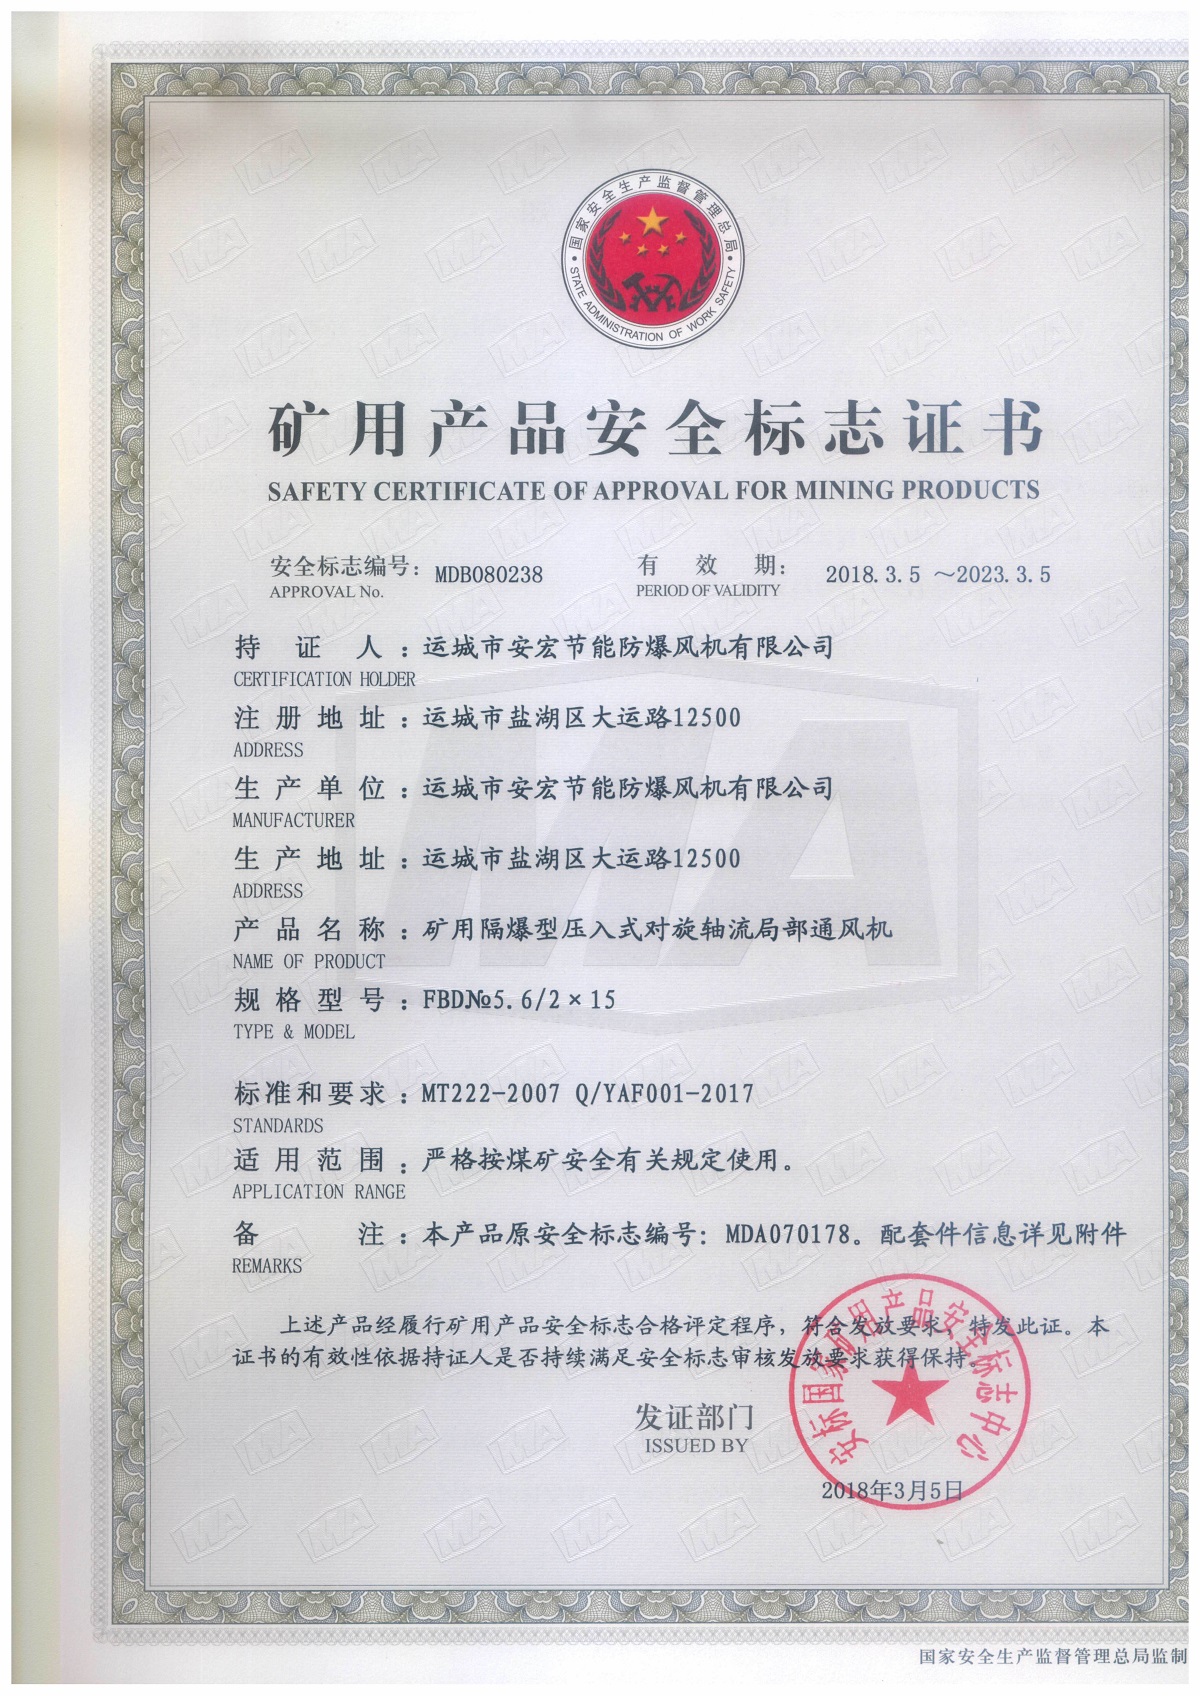 国家安全生产监督管理总局
STATE ADMINISTRATION OF WORK SAFETY
矿用产品安全标志证书
SAFETY CERTIFICATE OF APPROVAL FOR MINING PRODUCTS
安全标志编号: MDB080238 有效期: 2018.3.5 ～2023.3.5
APPROVAL No. PERIOD OF VALIDITY
持证人：运城市安宏节能防爆风机有限公司
CERTIFICATION HOLDER
注册地址：运城市盐湖区大运路12500
ADDRESS
生产单位：运城市安宏节能防爆风机有限公司
MANUFACTURER
生产地址：运城市盐湖区大运路12500
ADDRESS
产品名称：矿用隔爆型压入式对旋轴流局部通风机
NAME OF PRODUCT
规格型号：FBD№5.6/2×15
TYPE & MODEL
标准和要求：MT222-2007 Q/YAF001-2017
STANDARDS
适用范围：严格按煤矿安全有关规定使用。
APPLICATION RANGE
备注：本产品原安全标志编号：MDA070178。配套件信息详见附件
REMARKS
上述产品经履行矿用产品安全标志合格评定程序，符合发放要求，特发此证。本
证书的有效性依据持证人是否持续满足安全标志审核发放要求获得保持。
安标国家矿用产品安全标志中心
发证部门
ISSUED BY
2018年3月5日
国家安全生产监督管理总局监制
MA